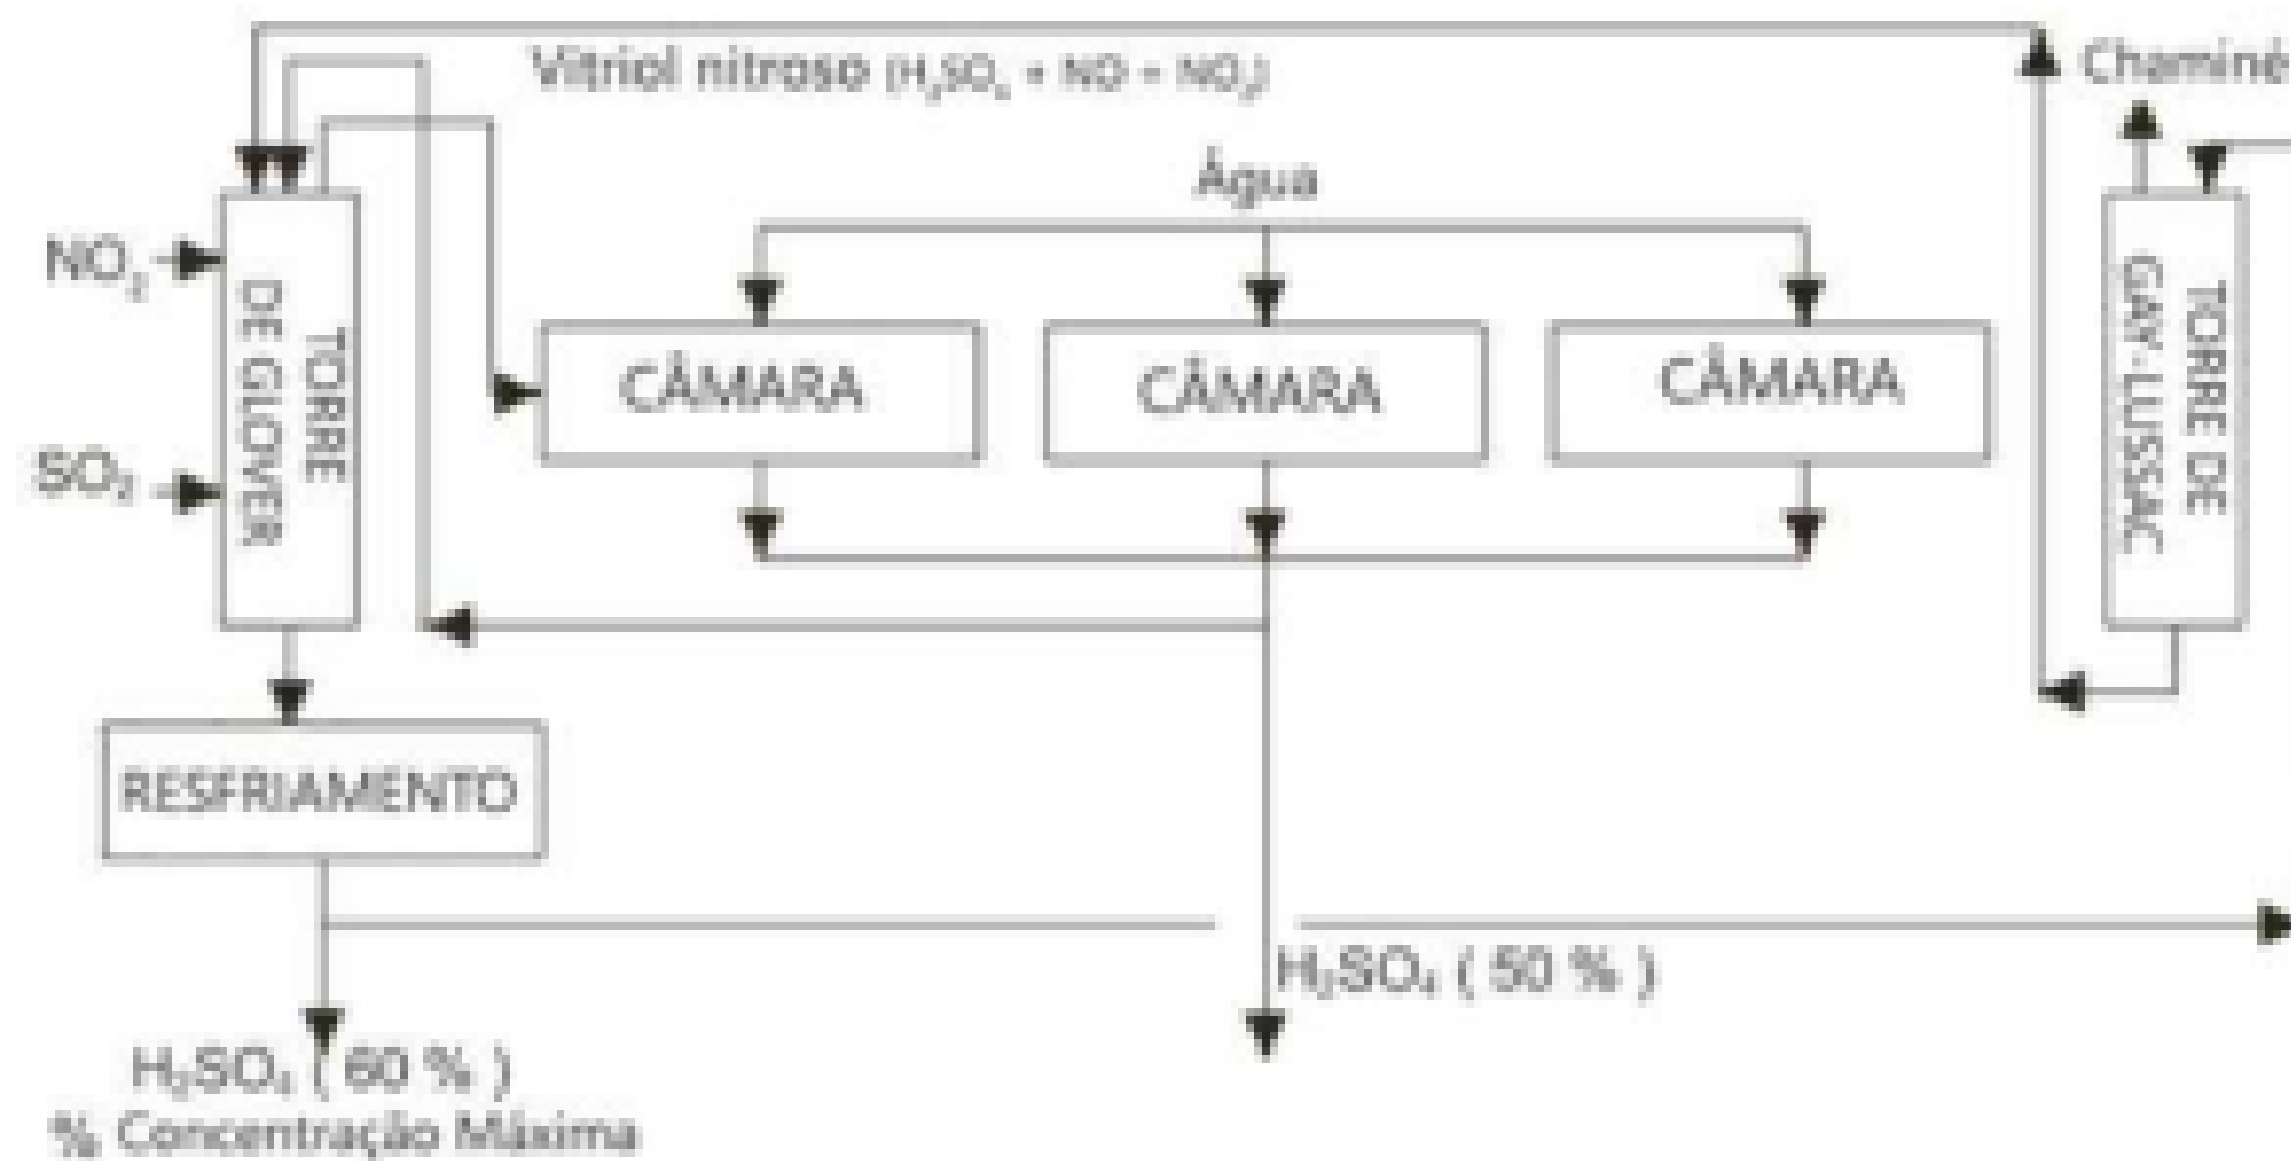 Vitriol nitroso (H₂SO₄ + NO + NO₂)
Chaminé
Água
NO₂
SO₂
TORRE
DE GLOVER
CÂMARA
CÂMARA
CÂMARA
TORRE DE
GAY-LUSSAC
RESFRIAMENTO
H₂SO₄ ( 50 % )
H₂SO₄ ( 60 % )
% Concentração Máxima